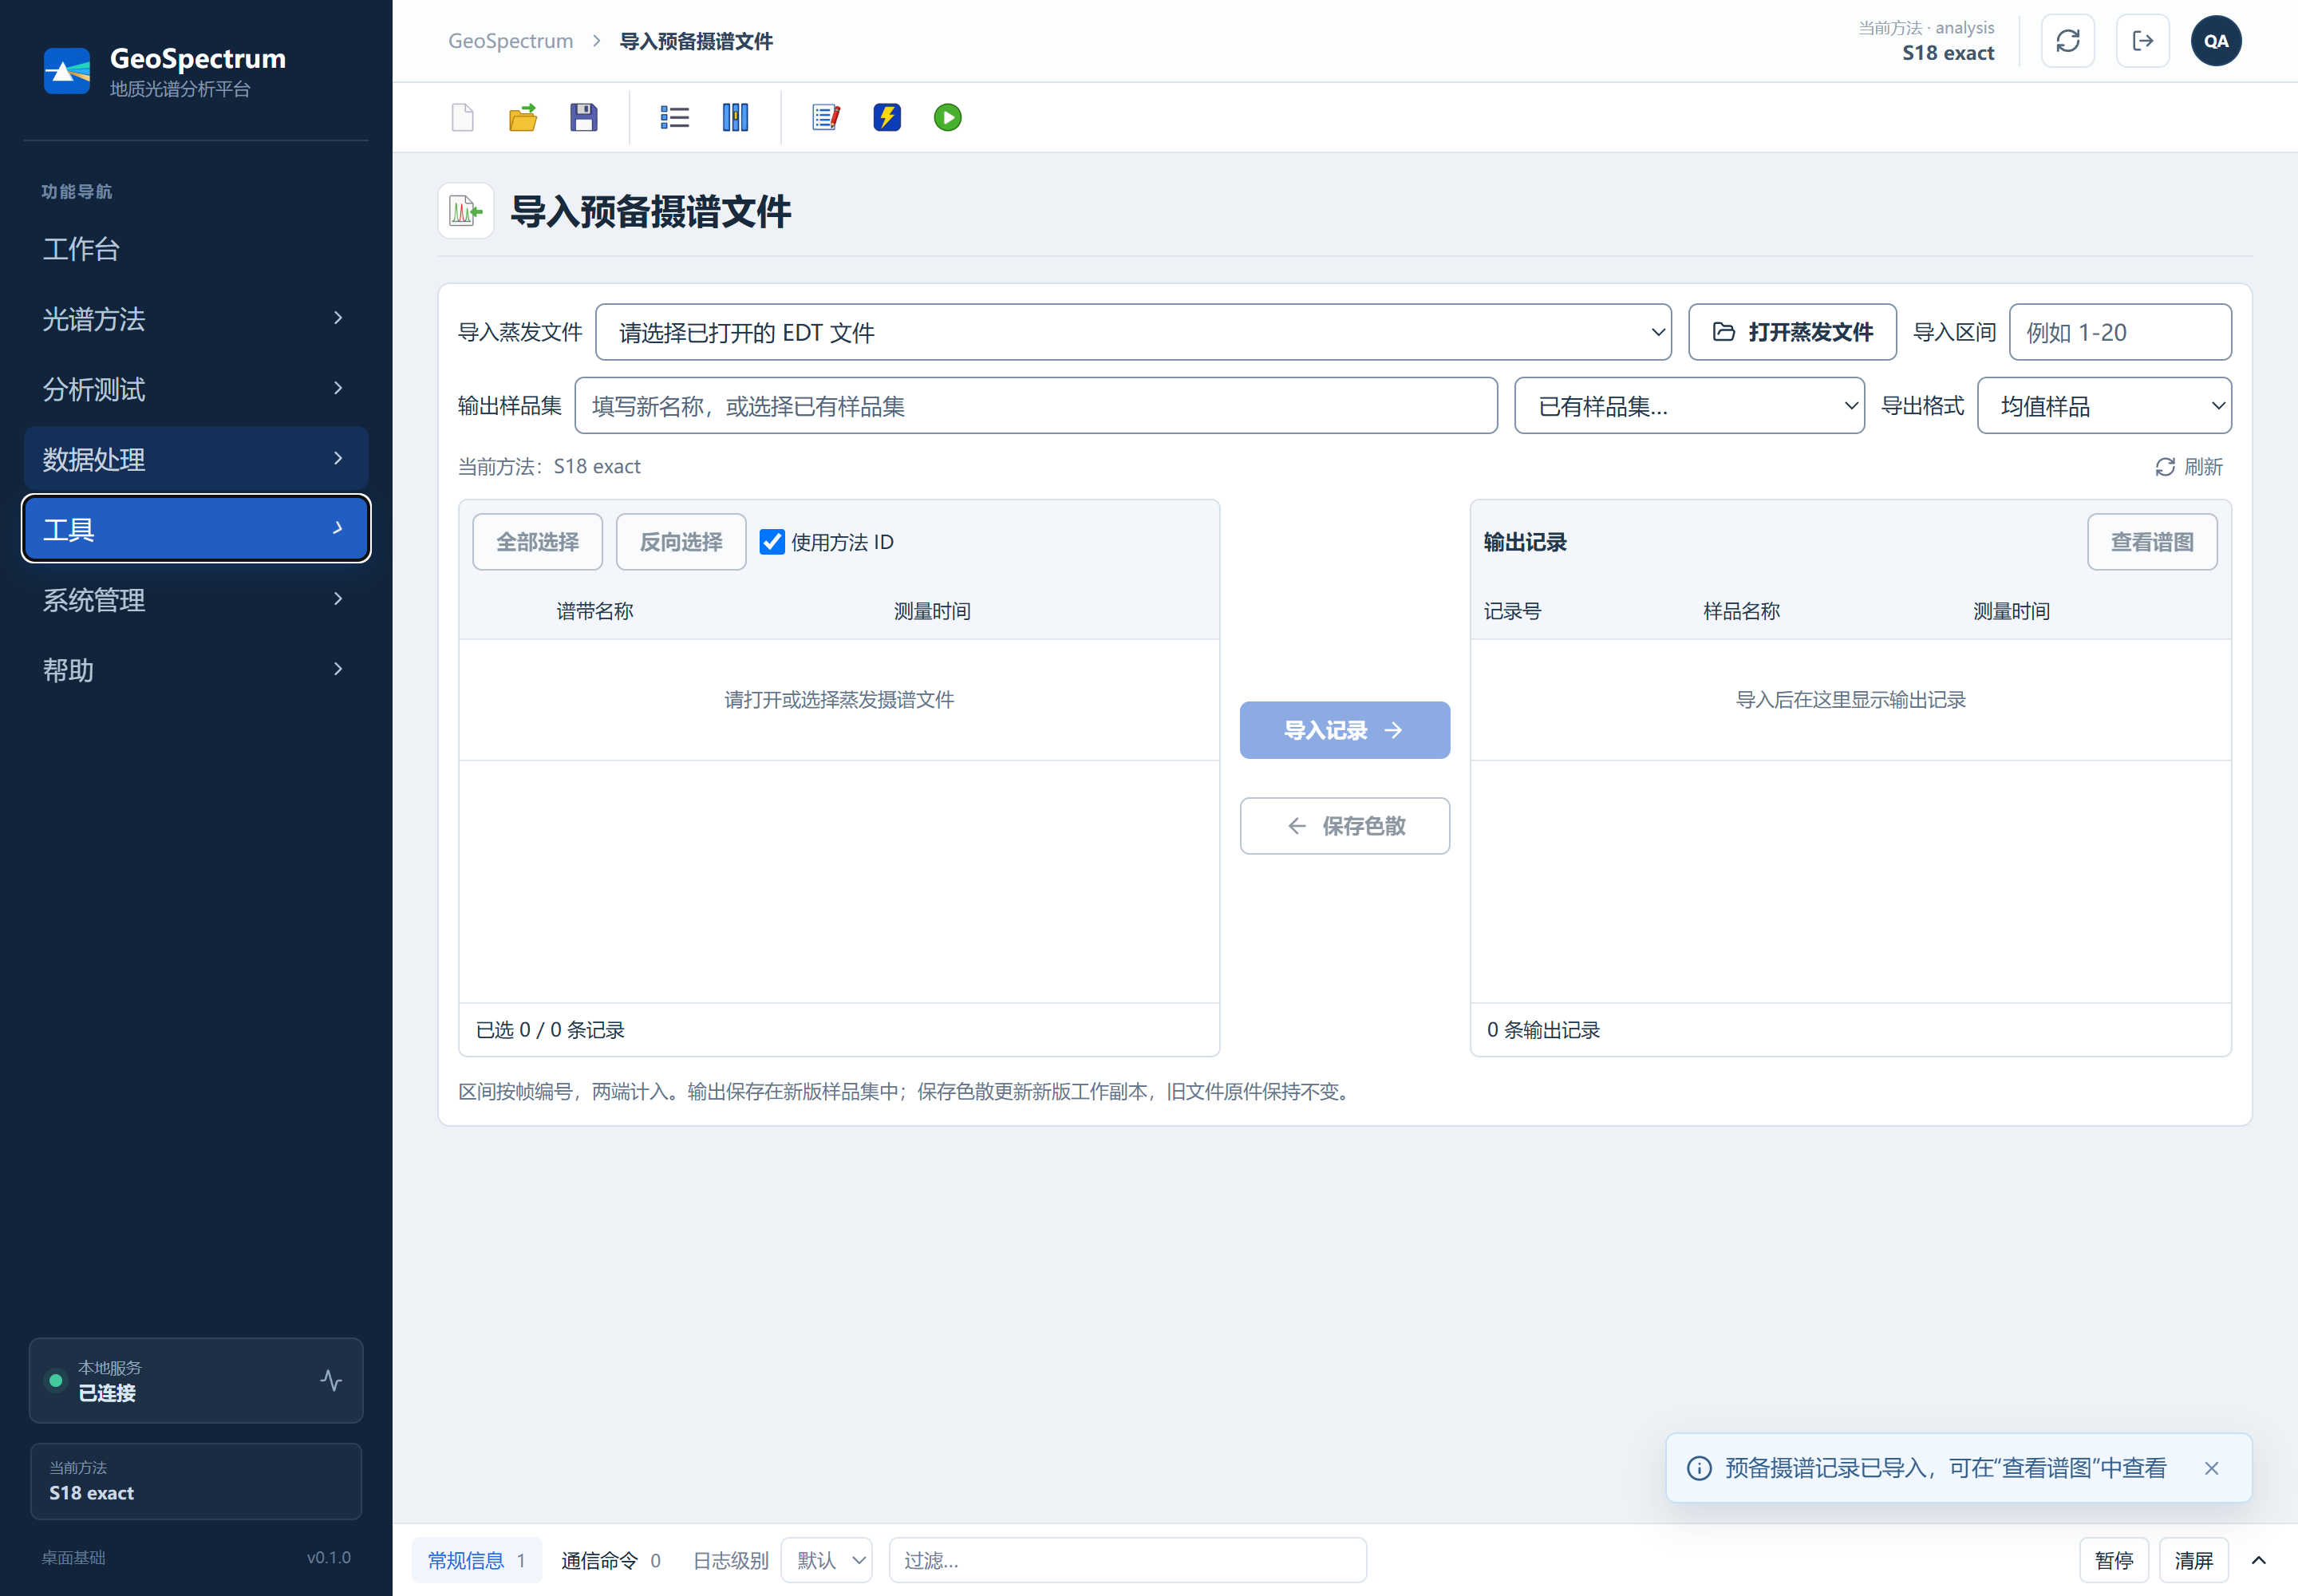 GeoSpectrum
地质光谱分析平台
功能导航
工作台
光谱方法
分析测试
数据处理
工具
系统管理
帮助
本地服务
已连接
当前方法
S18 exact
桌面基础 v0.1.0
GeoSpectrum > 导入预备摄谱文件
当前方法 · analysis
S18 exact
QA
导入预备摄谱文件
导入蒸发文件 请选择已打开的 EDT 文件 打开蒸发文件 导入区间 例如 1-20
输出样品集 填写新名称，或选择已有样品集 已有样品集... 导出格式 均值样品
当前方法：S18 exact 刷新
全部选择 反向选择 使用方法 ID
谱带名称 测量时间
请打开或选择蒸发摄谱文件
已选 0 / 0 条记录
导入记录 →
← 保存色散
输出记录 查看谱图
记录号 样品名称 测量时间
导入后在这里显示输出记录
0 条输出记录
区间按帧编号，两端计入。输出保存在新版样品集中；保存色散更新新版工作副本，旧文件原件保持不变。
预备摄谱记录已导入，可在“查看谱图”中查看
常规信息 1 通信命令 0 日志级别 默认 过滤... 暂停 清屏